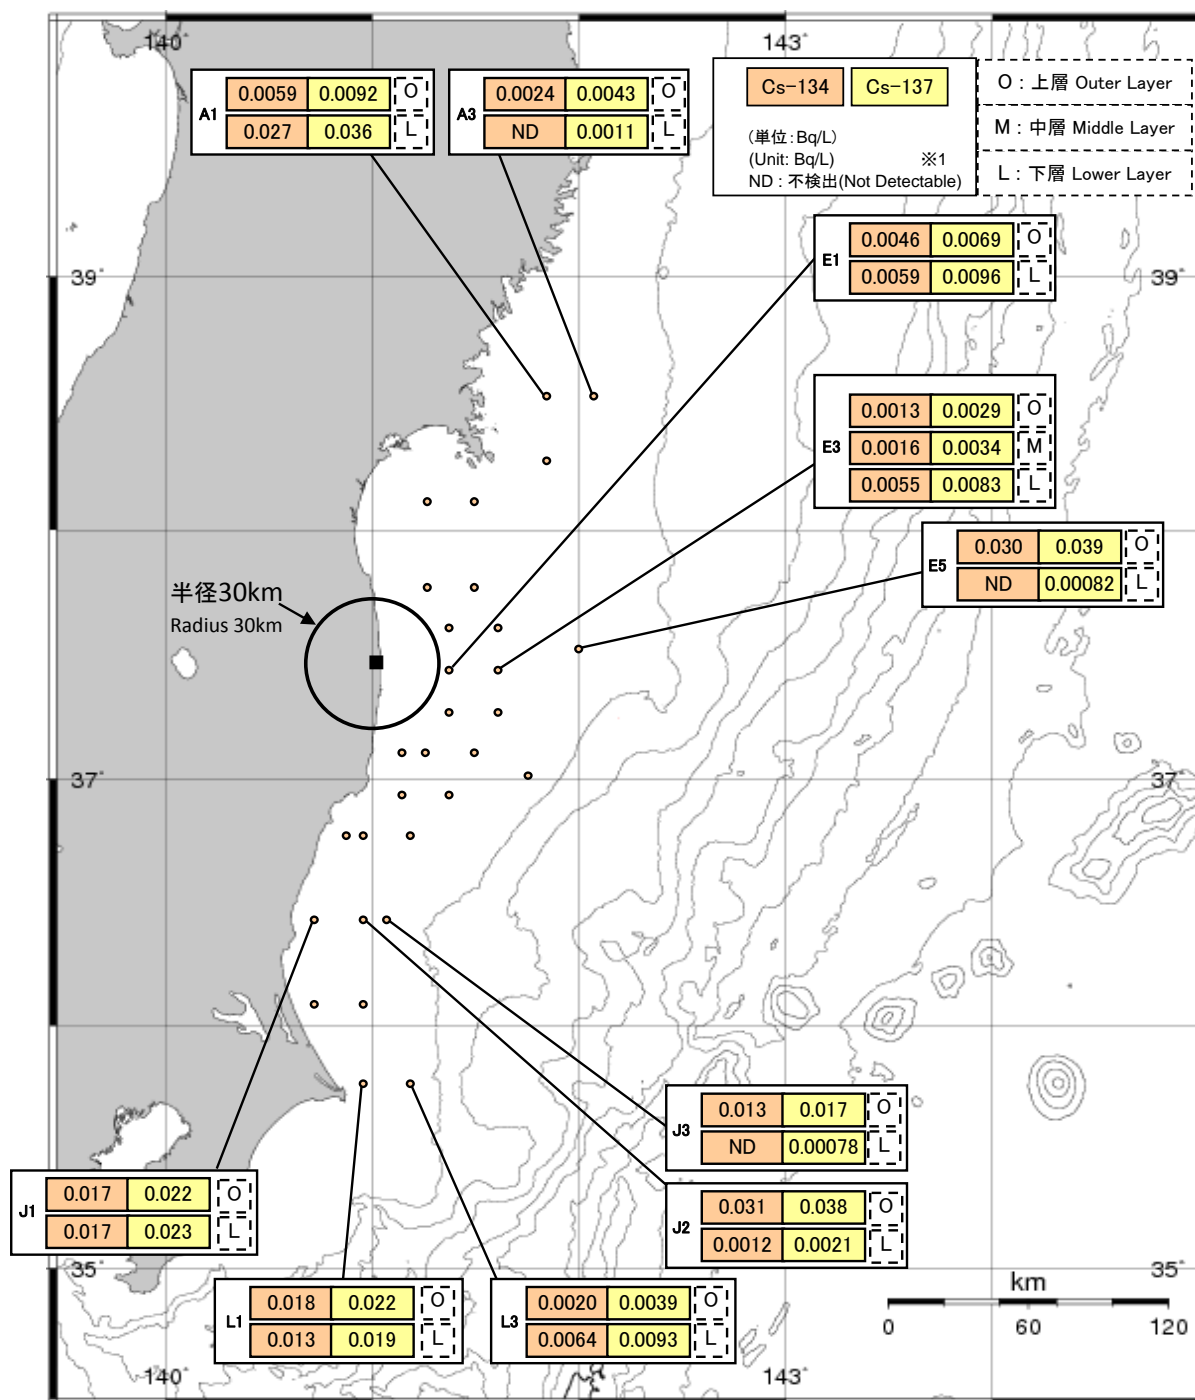 140°
143°
A1
0.0059 0.0092 O
0.027 0.036 L
A3
0.0024 0.0043 O
ND 0.0011 L
Cs-134 Cs-137
(単位:Bq/L)
(Unit: Bq/L) ※1
ND : 不検出(Not Detectable)
O : 上層 Outer Layer
M : 中層 Middle Layer
L : 下層 Lower Layer
E1
0.0046 0.0069 O
0.0059 0.0096 L
39°
39°
E3
0.0013 0.0029 O
0.0016 0.0034 M
0.0055 0.0083 L
E5
0.030 0.039 O
ND 0.00082 L
半径30km
Radius 30km
37°
37°
J3
0.013 0.017 O
ND 0.00078 L
J1
0.017 0.022 O
0.017 0.023 L
J2
0.031 0.038 O
0.0012 0.0021 L
35°
35°
L1
0.018 0.022 O
0.013 0.019 L
L3
0.0020 0.0039 O
0.0064 0.0093 L
km
0 60 120
140°
143°